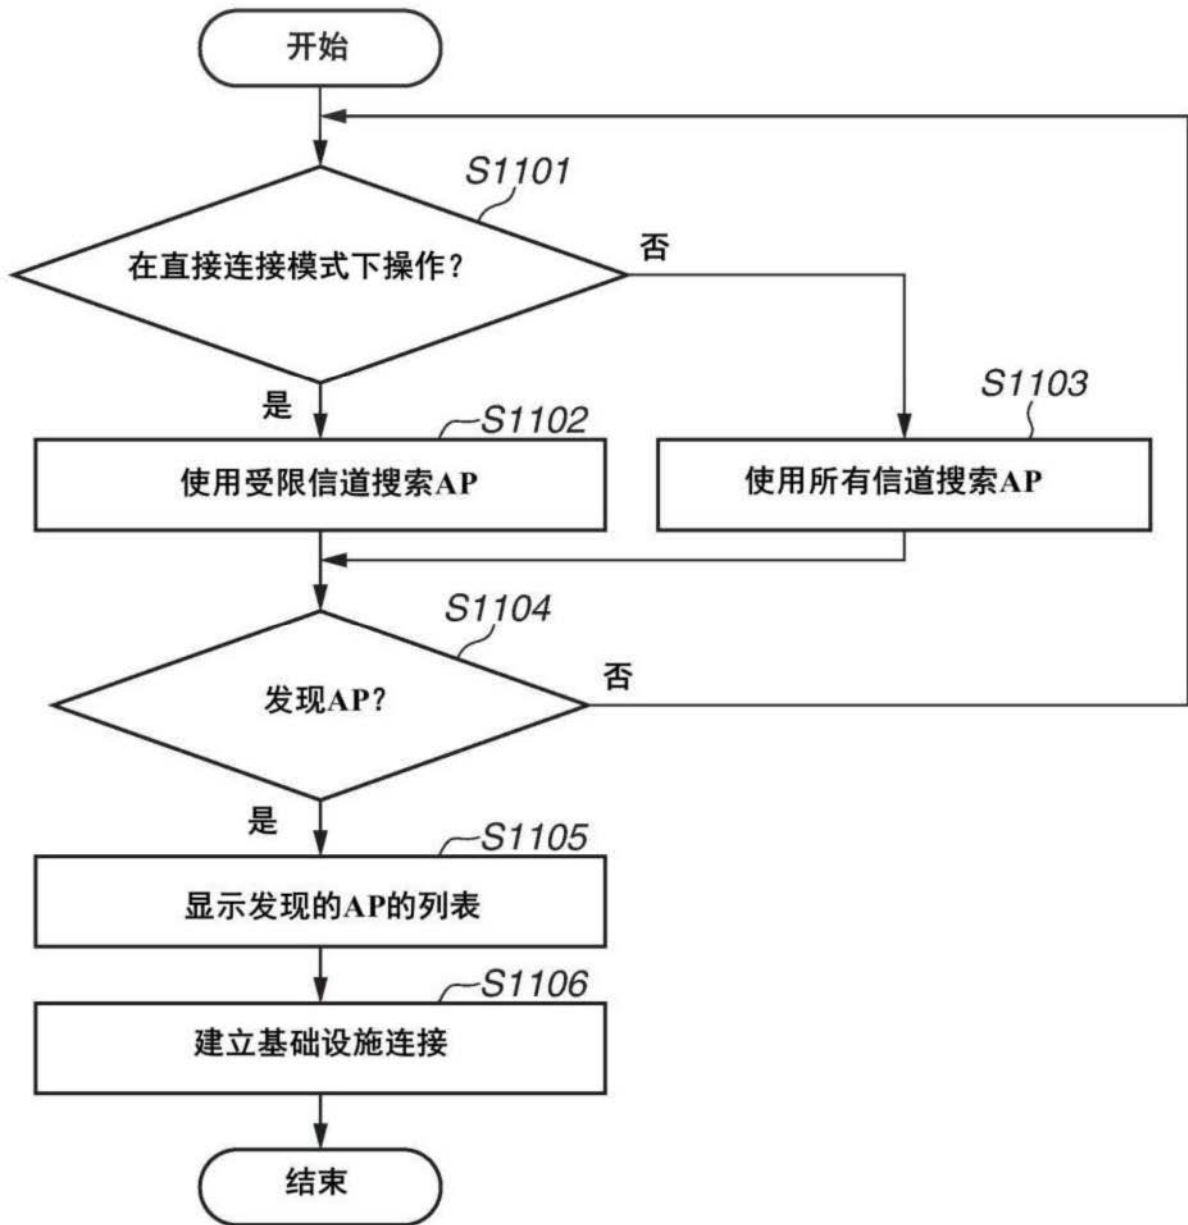 开始
S1101
在直接连接模式下操作？
否
是
S1102
S1103
使用受限信道搜索AP
使用所有信道搜索AP
S1104
发现AP？
否
是
S1105
显示发现的AP的列表
S1106
建立基础设施连接
结束